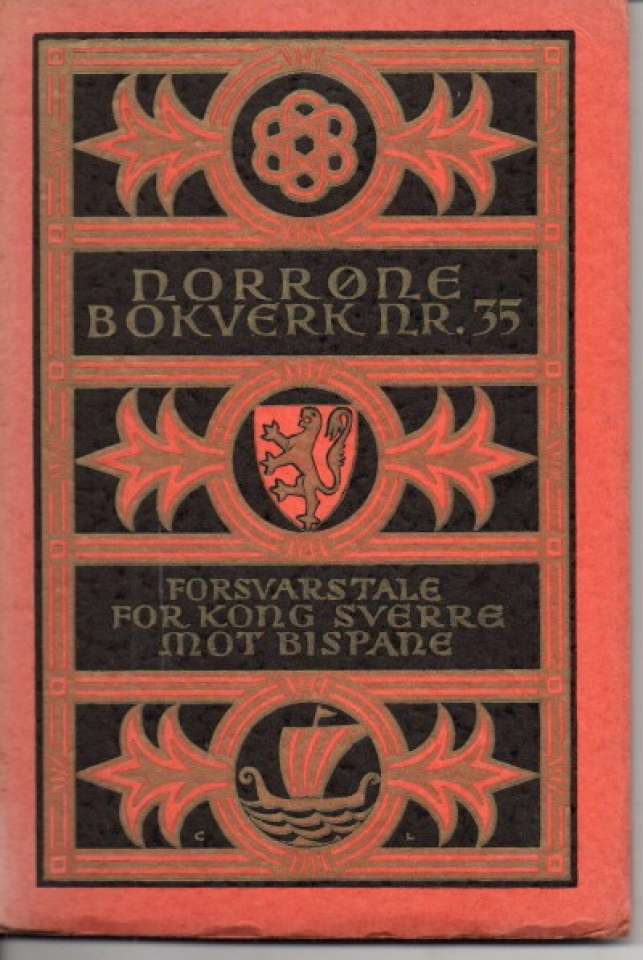 NORRØNE
BOKVERK NR. 35
FORSVARSTALE
FOR KONG SVERRE
MOT BISPANE
C L